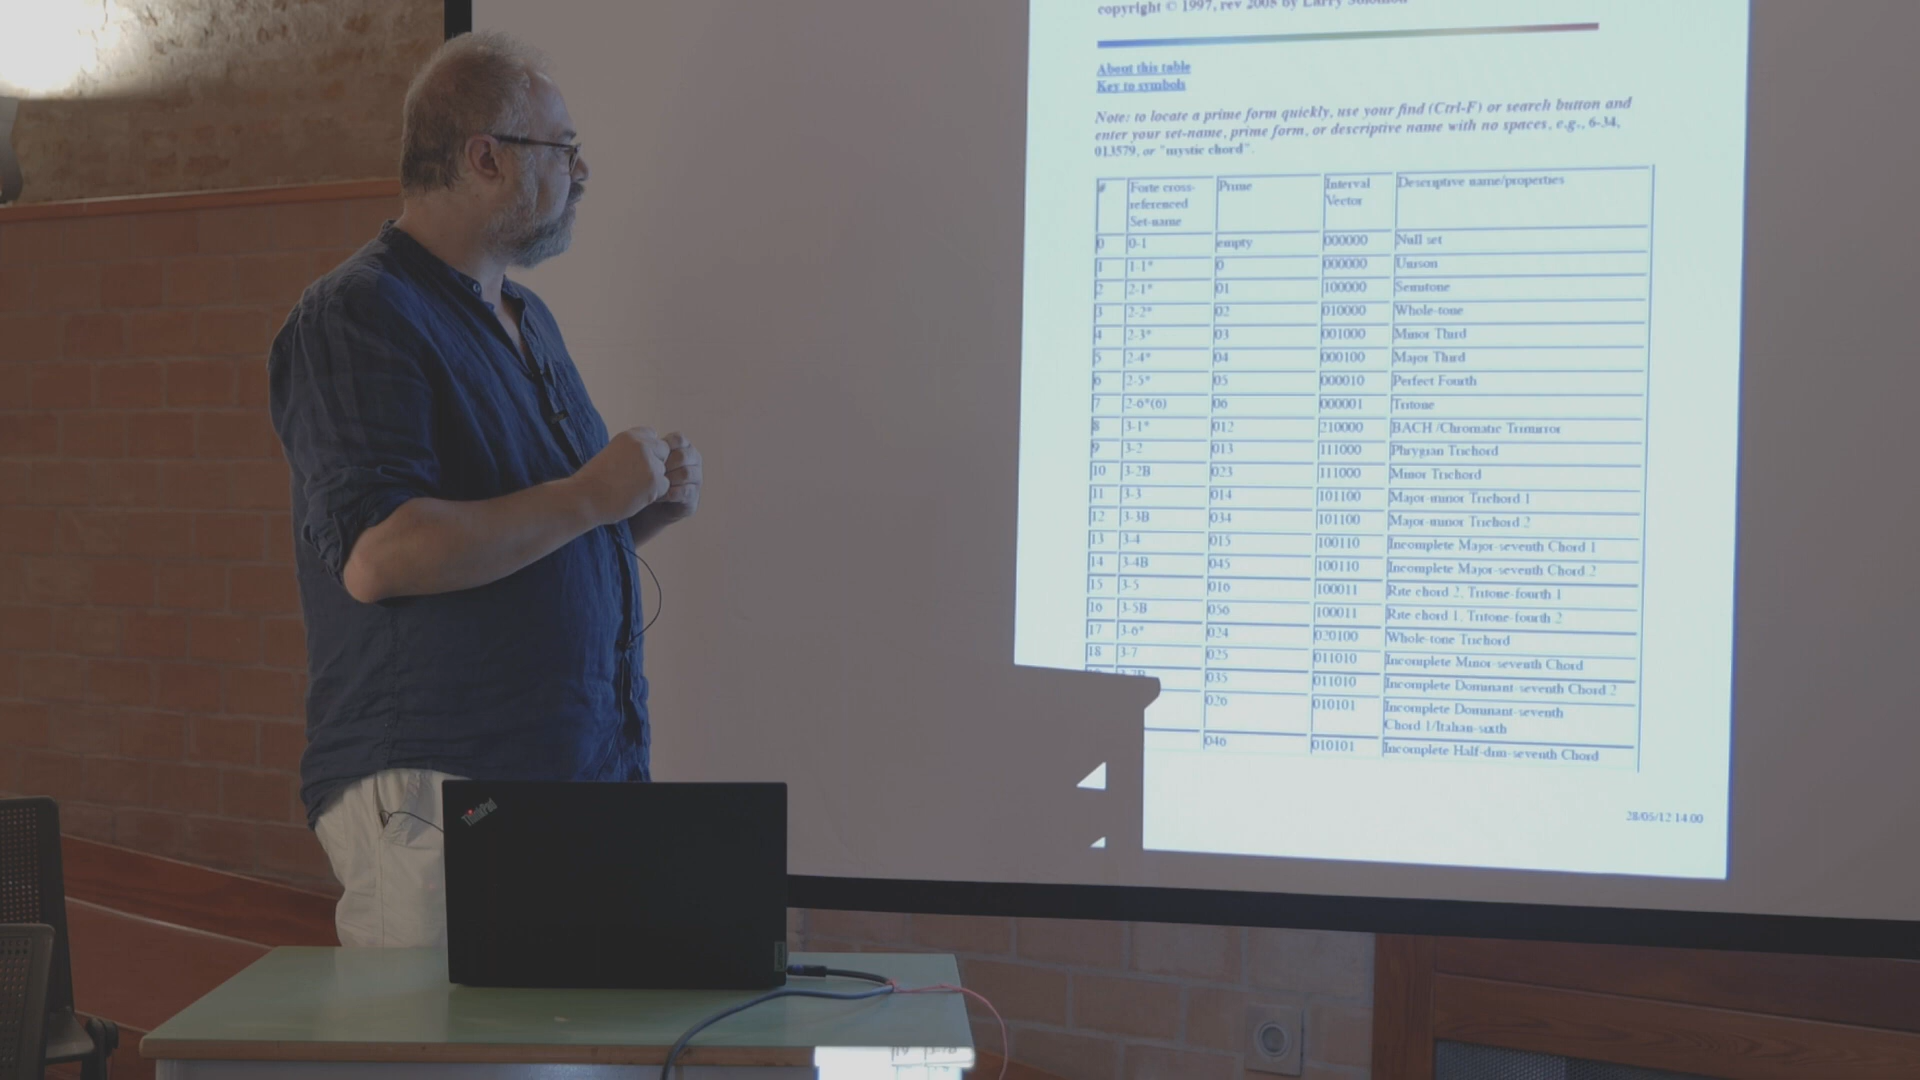 copyright © 1997, rev 2008 by Larry Solomon
About this table
Key to symbols
Note: to locate a prime form quickly, use your find (Ctrl-F) or search button and
enter your set-name, prime form, or descriptive name with no spaces, e.g., 6-34,
013579, or "mystic chord".
# Forte cross-referenced Set-name Prime Interval Vector Descriptive name/properties
0 0-1 empty 000000 Null set
1 1-1* 0 000000 Unison
2 2-1* 01 100000 Semitone
3 2-2* 02 010000 Whole-tone
4 2-3* 03 001000 Minor Third
5 2-4* 04 000100 Major Third
6 2-5* 05 000010 Perfect Fourth
7 2-6*(6) 06 000001 Tritone
8 3-1* 012 210000 BACH /Chromatic Trimirror
9 3-2 013 111000 Phrygian Trichord
10 3-2B 023 111000 Minor Trichord
11 3-3 014 101100 Major-minor Trichord 1
12 3-3B 034 101100 Major-minor Trichord 2
13 3-4 015 100110 Incomplete Major-seventh Chord 1
14 3-4B 045 100110 Incomplete Major-seventh Chord 2
15 3-5 016 100011 Rite chord 2, Tritone-fourth 1
16 3-5B 056 100011 Rite chord 1, Tritone-fourth 2
17 3-6* 024 020100 Whole-tone Trichord
18 3-7 025 011010 Incomplete Minor-seventh Chord
035 011010 Incomplete Dominant-seventh Chord 2
026 010101 Incomplete Dominant-seventh
Chord 1/Italian-sixth
046 010101 Incomplete Half-dim-seventh Chord
28/05/12 14.00
ThinkPad
Lenovo